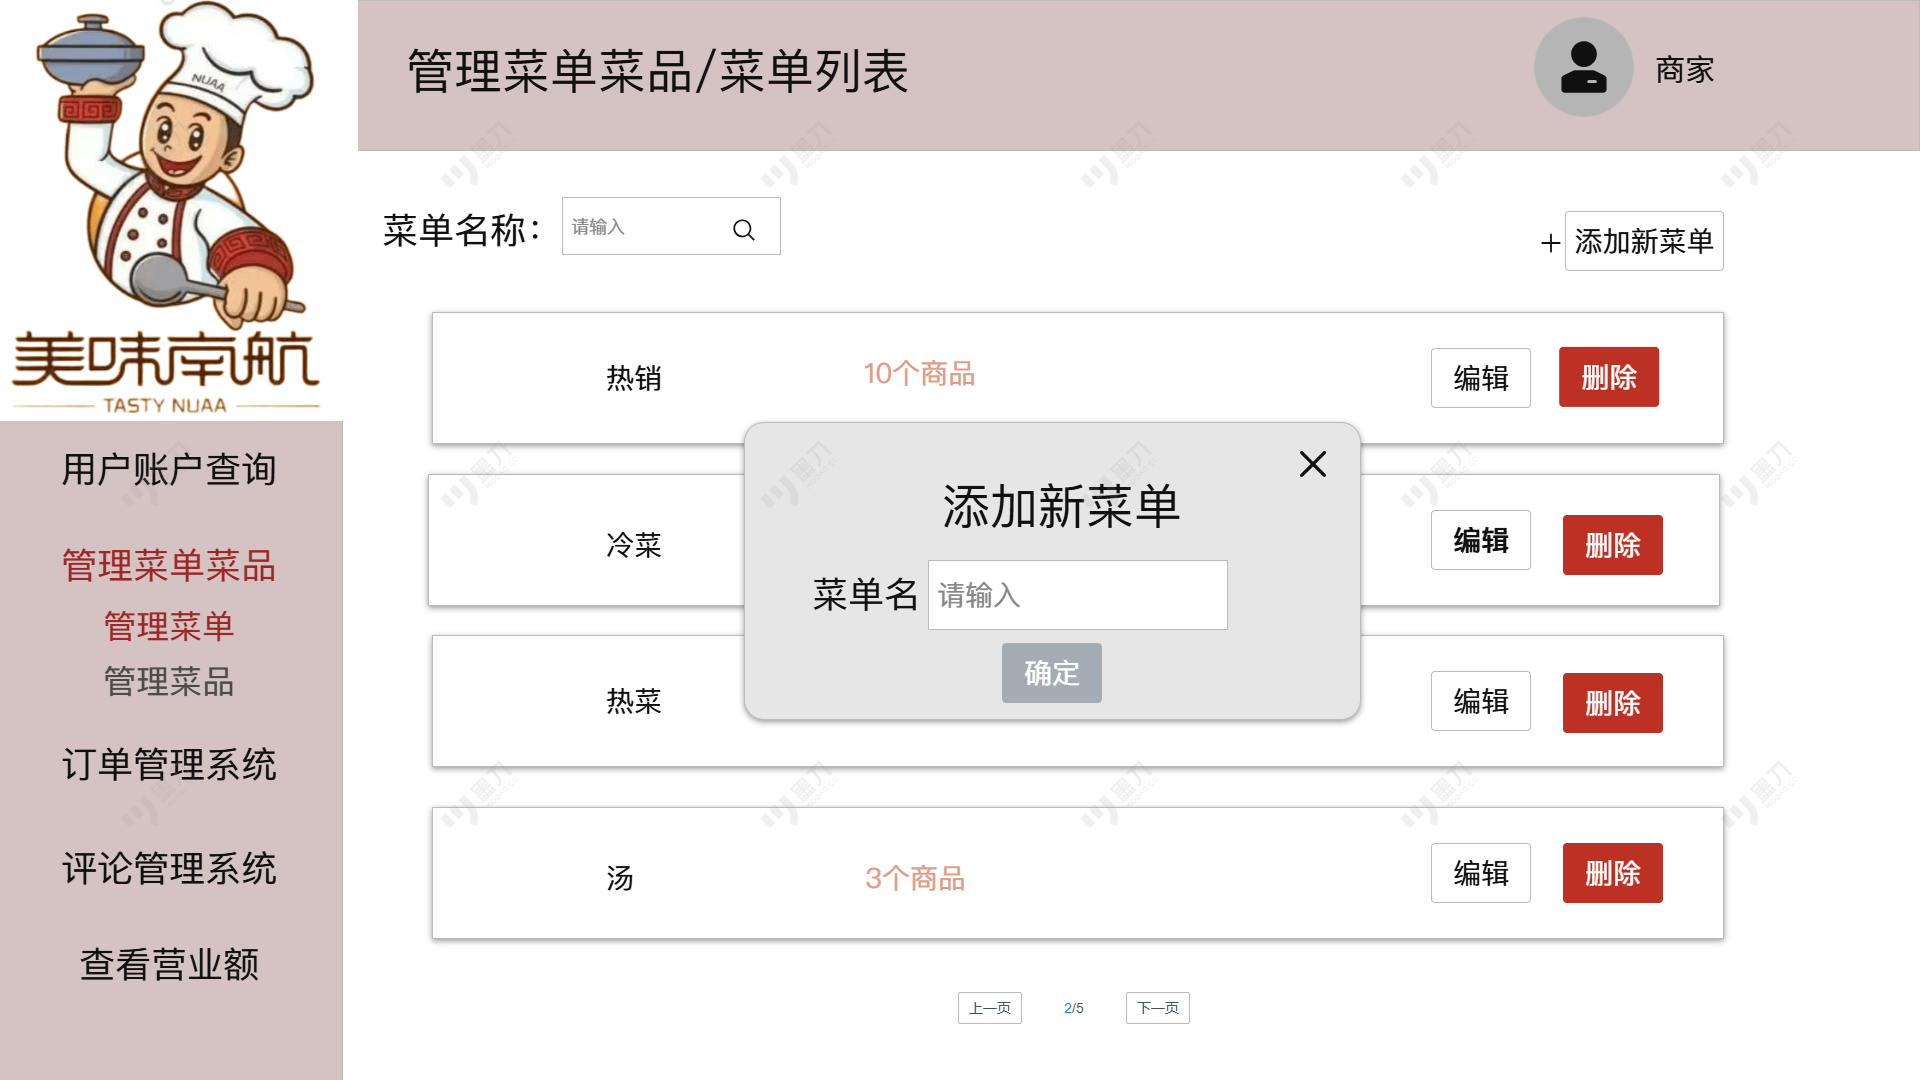 NUAA
美味南航
TASTY NUAA
管理菜单菜品/菜单列表
商家
用户账户查询
管理菜单菜品
管理菜单
管理菜品
订单管理系统
评论管理系统
查看营业额
菜单名称：
请输入
+ 添加新菜单
热销 10个商品 编辑 删除
冷菜 编辑 删除
热菜 编辑 删除
汤 3个商品 编辑 删除
添加新菜单
菜单名 请输入
确定
上一页 2/5 下一页
墨刀